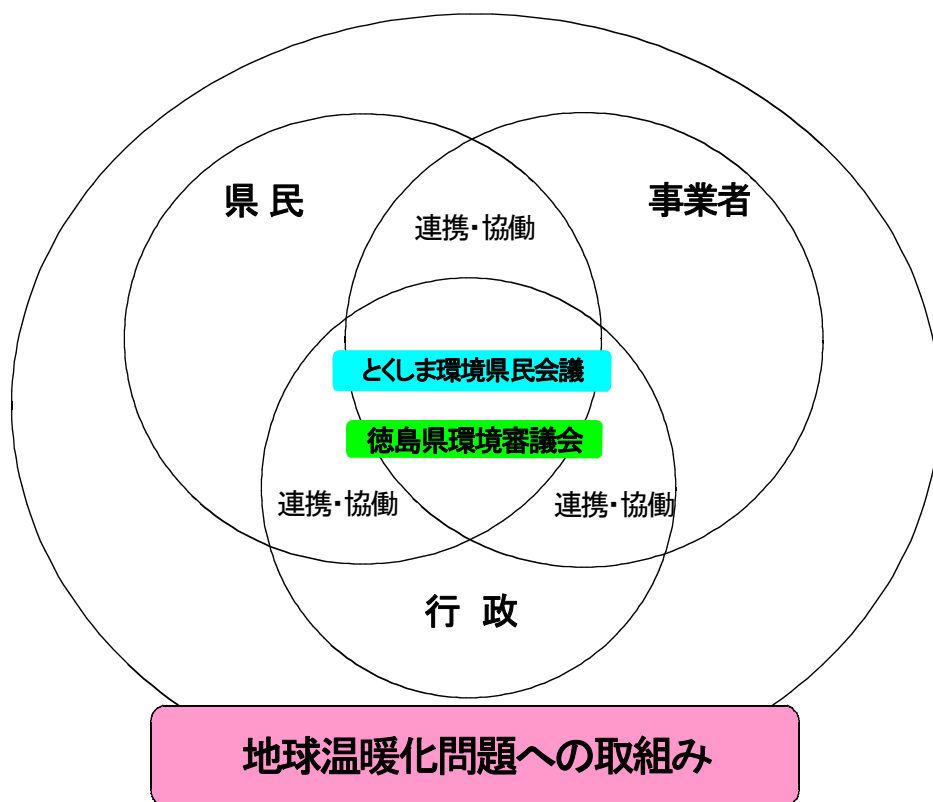 県 民
事業者
連携・協働
とくしま環境県民会議
徳島県環境審議会
連携・協働
連携・協働
行 政
地球温暖化問題への取組み